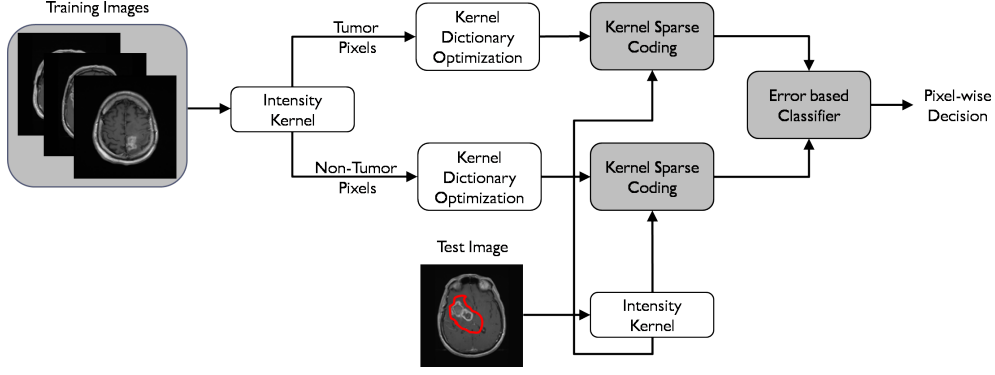 Training Images
Tumor
Pixels
Kernel
Dictionary
Optimization
Kernel Sparse
Coding
Intensity
Kernel
Error based
Classifier
Pixel-wise
Decision
Non-Tumor
Pixels
Kernel
Dictionary
Optimization
Kernel Sparse
Coding
Test Image
Intensity
Kernel